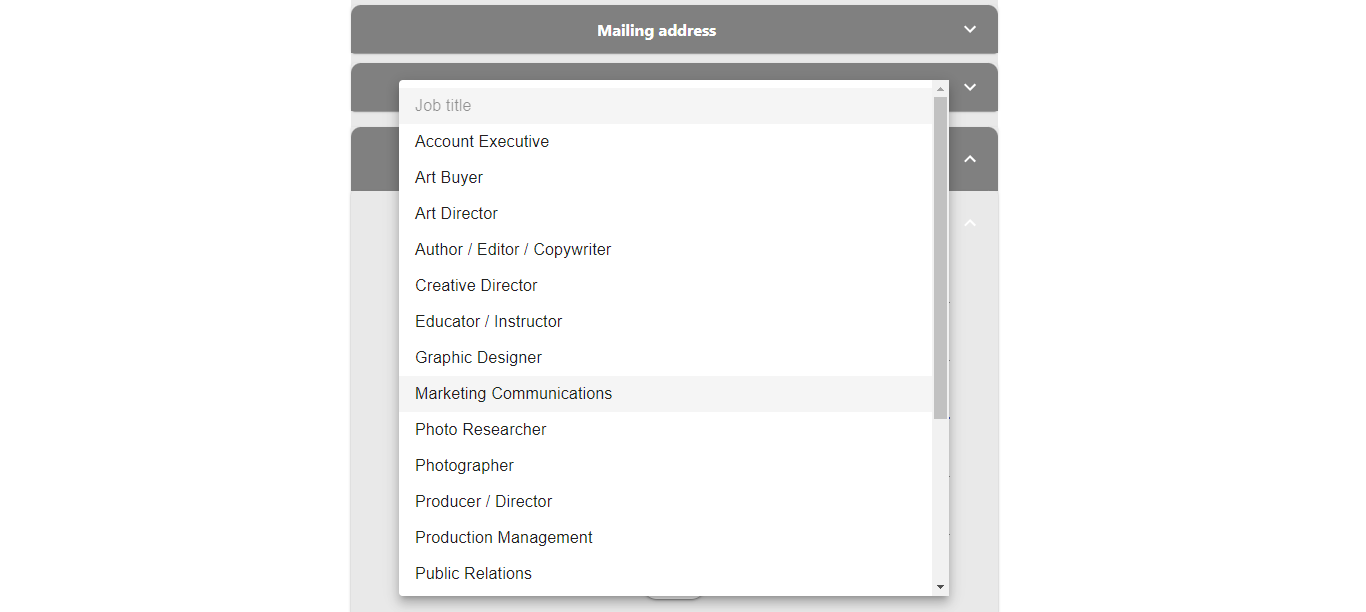 Mailing address
Job title
Account Executive
Art Buyer
Art Director
Author / Editor / Copywriter
Creative Director
Educator / Instructor
Graphic Designer
Marketing Communications
Photo Researcher
Photographer
Producer / Director
Production Management
Public Relations